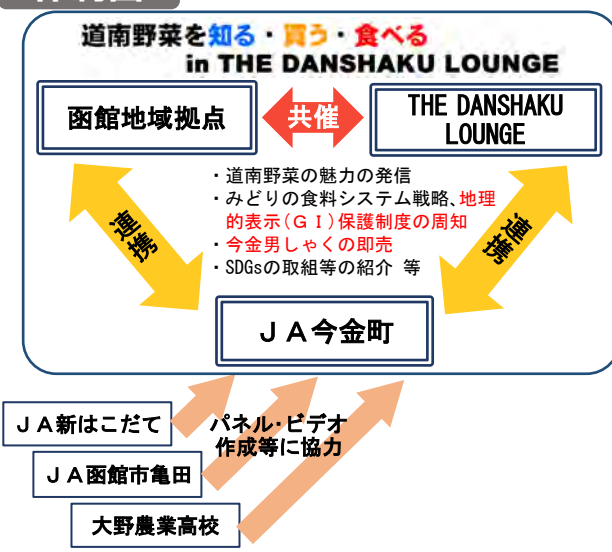 道南野菜を知る・買う・食べる
in THE DANSHAKU LOUNGE
函館地域拠点
共催
THE DANSHAKU
LOUNGE
・道南野菜の魅力の発信
・みどりの食料システム戦略、地理
的表示(GI)保護制度の周知
・今金男しゃくの即売
・SDGsの取組等の紹介 等
連携
連携
JA今金町
JA新はこだて
パネル・ビデオ
作成等に協力
JA函館市亀田
大野農業高校